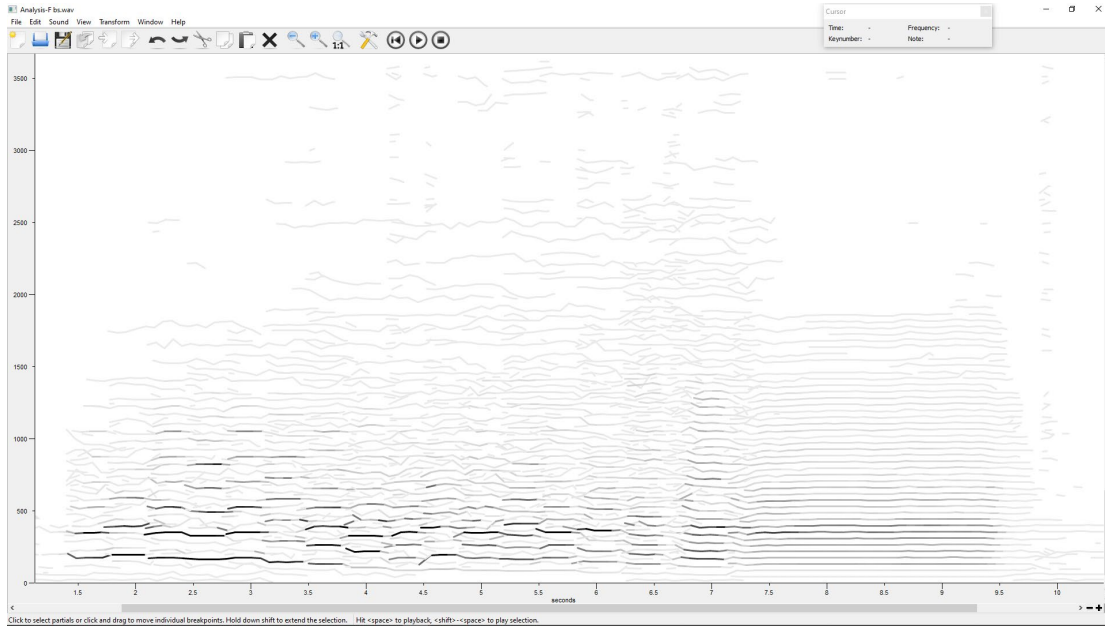 Analysis-F bs.wav
File Edit Sound View Transform Window Help
1:1
Cursor
Time: - Frequency: -
Keynumber: - Note: -
3500
3000
2500
2000
1500
1000
500
0
1.5 2 2.5 3 3.5 4 4.5 5 5.5 6 6.5 7 7.5 8 8.5 9 9.5 10
seconds
Click to select partials or click and drag to move individual breakpoints. Hold down shift to extend the selection. Hit <space> to playback, <shift>-<space> to play selection.